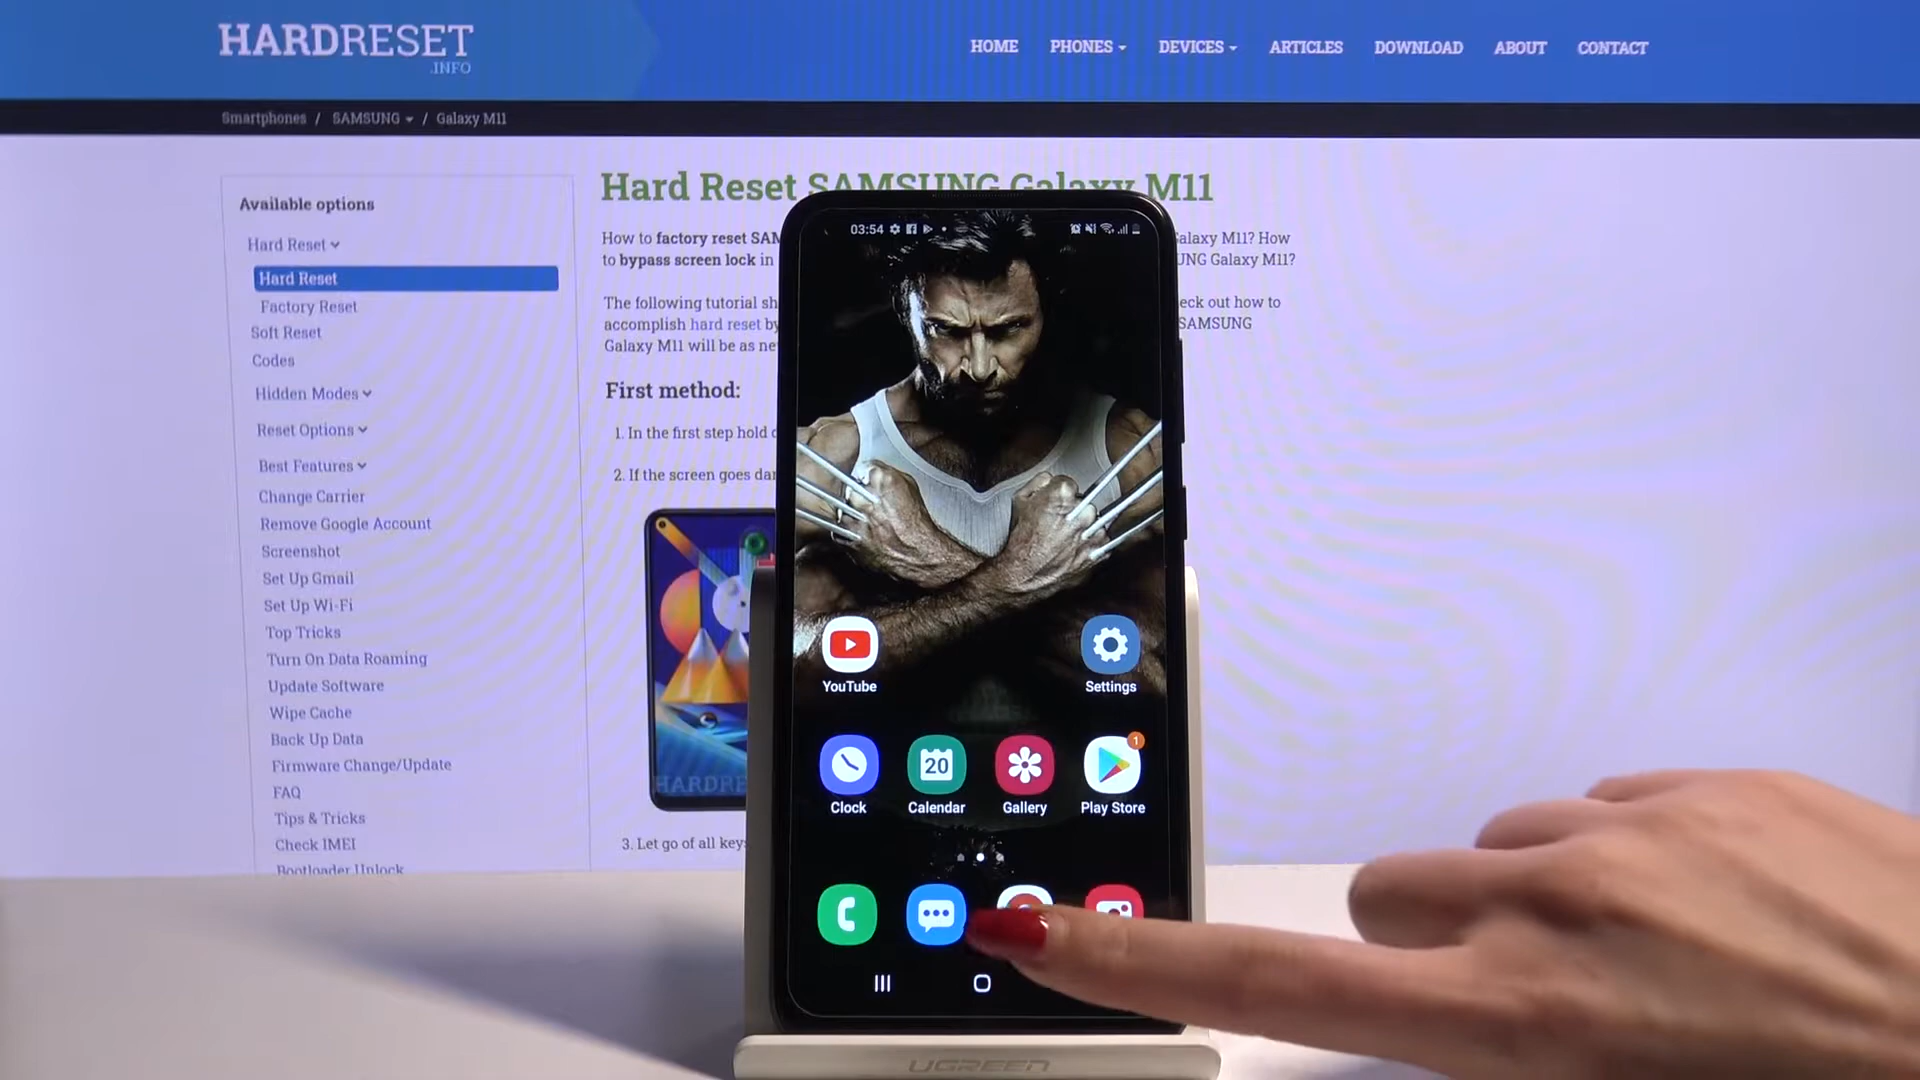 HARDRESET
.INFO
HOME PHONES DEVICES ARTICLES DOWNLOAD ABOUT CONTACT
Smartphones / SAMSUNG / Galaxy M11
Available options
Hard Reset
Hard Reset
Factory Reset
Soft Reset
Codes
Hidden Modes
Reset Options
Best Features
Change Carrier
Remove Google Account
Screenshot
Set Up Gmail
Set Up Wi-Fi
Top Tricks
Turn On Data Roaming
Update Software
Wipe Cache
Back Up Data
Firmware Change/Update
FAQ
Tips & Tricks
Check IMEI
Bootloader Unlock
Hard Reset SAMSUNG Galaxy M11
How to factory reset SAM
alaxy M11? How
to bypass screen lock in
UNG Galaxy M11?
The following tutorial sh
eck out how to
accomplish hard reset by
SAMSUNG
Galaxy M11 will be as ne
First method:
1. In the first step hold
2. If the screen goes dar
HARDRE
3. Let go of all keys
03:54
YouTube
Settings
20
1
Clock
Calendar
Gallery
Play Store
UGREEN